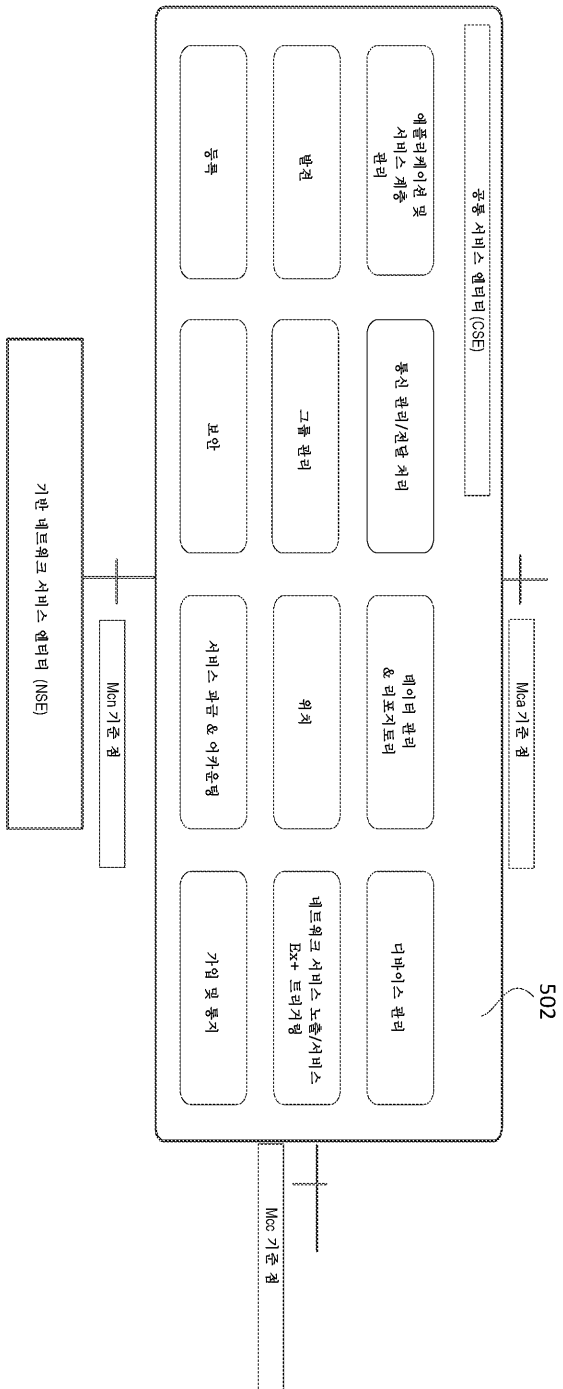 Mca 기준 점
502
공통 서비스 엔티티(CSE)
애플리케이션 및
서비스 계층
관리
통신 관리/전달 처리
데이터 관리
& 리포지토리
디바이스 관리
발견
그룹 관리
위치
네트워크 서비스 노출/서비스
Ex+ 트리거링
등록
보안
서비스 과금 & 어카운팅
가입 및 통지
Mcc 기준 점
Mcn 기준 점
기반 네트워크 서비스 엔티티 (NSE)